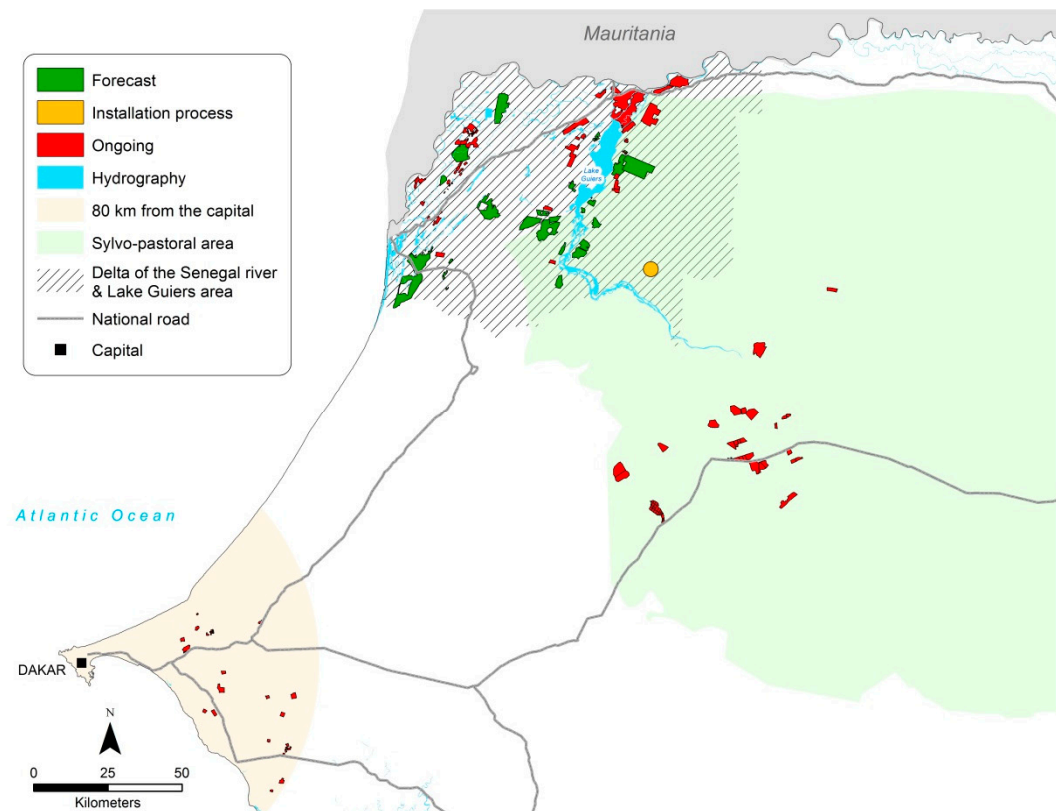 Mauritania
Forecast
Installation process
Ongoing
Hydrography
80 km from the capital
Sylvo-pastoral area
Delta of the Senegal river
& Lake Guiers area
National road
Capital
Lake
Guiers
Atlantic Ocean
DAKAR
N
0 25 50
Kilometers